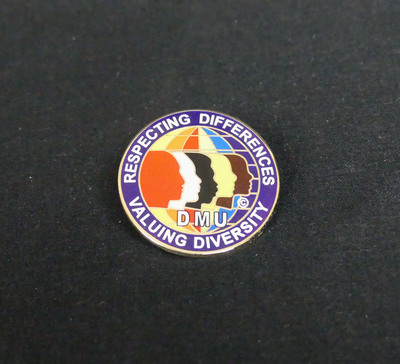 RESPECTING DIFFERENCES
DMU ©
VALUING DIVERSITY